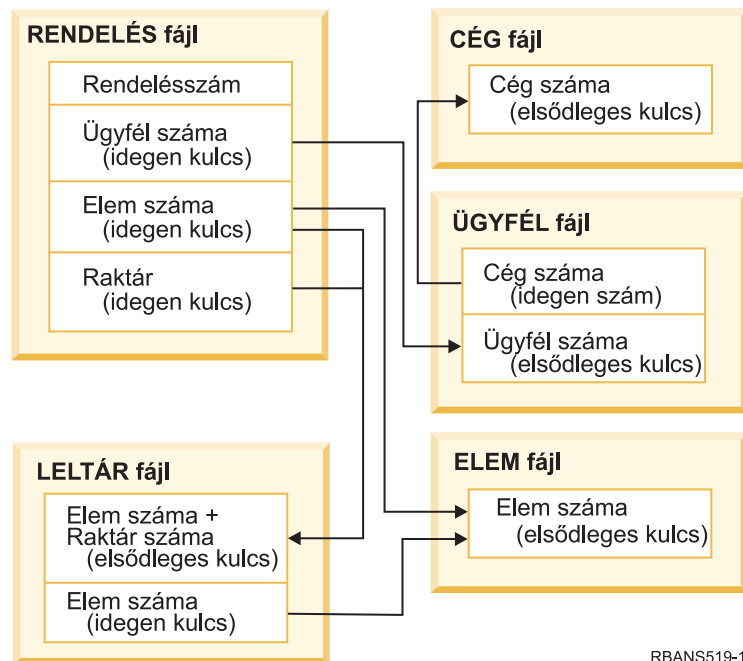 RENDELÉS fájl
Rendelésszám
Ügyfél száma
(idegen kulcs)
Elem száma
(idegen kulcs)
Raktár
(idegen kulcs)
CÉG fájl
Cég száma
(elsődleges kulcs)
ÜGYFÉL fájl
Cég száma
(idegen szám)
Ügyfél száma
(elsődleges kulcs)
LELTÁR fájl
Elem száma +
Raktár száma
(elsődleges kulcs)
Elem száma
(idegen kulcs)
ELEM fájl
Elem száma
(elsődleges kulcs)
RBANS519-1